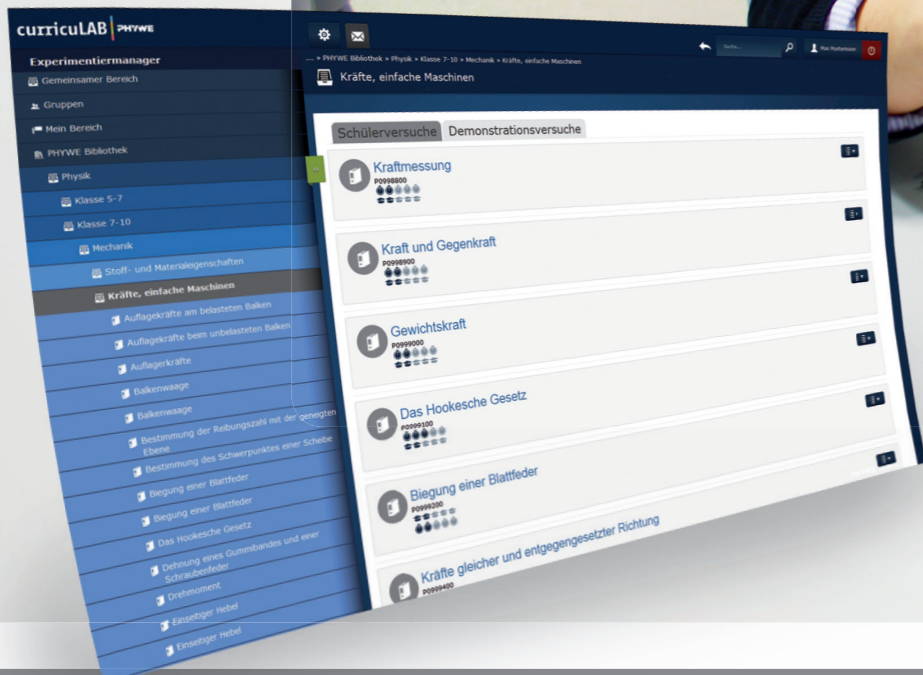 curricuLAB PHYWE
Experimentiermanager
Gemeinsamer Bereich
Gruppen
Mein Bereich
PHYWE Bibliothek
Physik
Klasse 5-7
Klasse 7-10
Mechanik
Stoff- und Materialeigenschaften
Kräfte, einfache Maschinen
Auflagekräfte am belasteten Balken
Auflagekräfte beim unbelasteten Balken
Auflagerkräfte
Balkenwaage
Balkenwaage
Bestimmung der Reibungszahl mit der geneigten
Ebene
Bestimmung des Schwerpunktes einer Scheibe
Biegung einer Blattfeder
Biegung einer Blattfeder
Das Hookesche Gesetz
Dehnung eines Gummibandes und einer
Schraubenfeder
Drehmoment
Einseitiger Hebel
Einseitiger Hebel
Suche...
Max Mustermann
... » PHYWE Bibliothek » Physik » Klasse 7-10 » Mechanik » Kräfte, einfache Maschinen
Kräfte, einfache Maschinen
Schülerversuche Demonstrationsversuche
Kraftmessung
P0998800
Kraft und Gegenkraft
P0998900
Gewichtskraft
P0999000
Das Hookesche Gesetz
P0999100
Biegung einer Blattfeder
P0999200
Kräfte gleicher und entgegengesetzter Richtung
P0999400